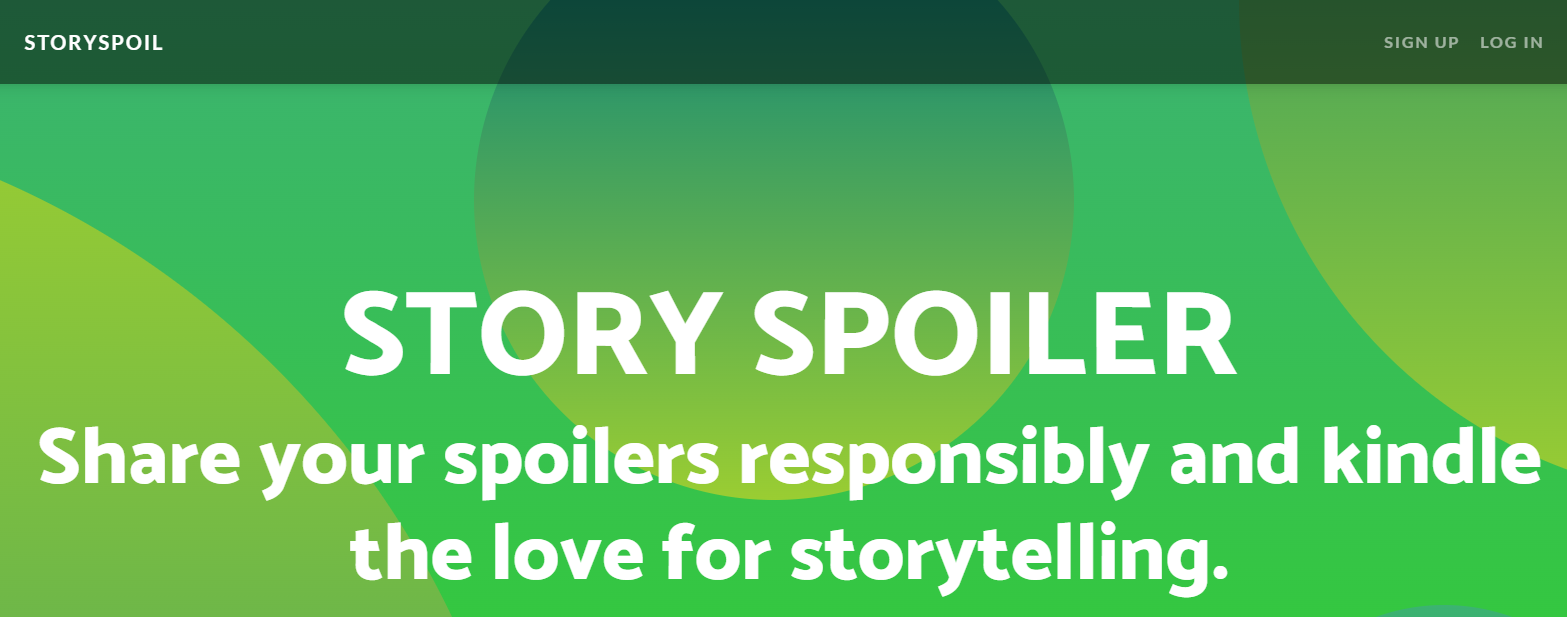 STORYSPOIL
SIGN UP LOG IN
STORY SPOILER
Share your spoilers responsibly and kindle
the love for storytelling.